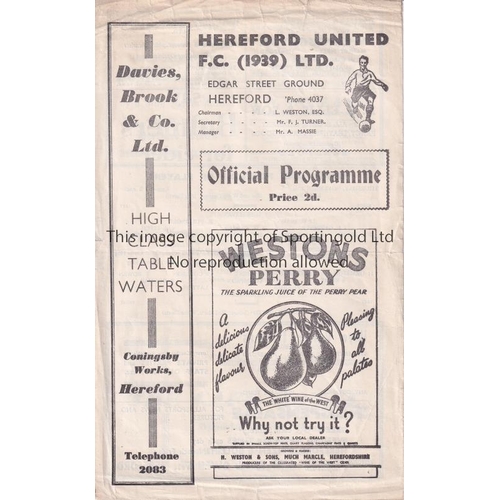 Davies,
Brook
& Co.
Ltd.
HIGH
CLASS
TABLE
WATERS
Coningsby
Works,
Hereford
Telephone
2083
HEREFORD UNITED
F.C. (1939) LTD.
EDGAR STREET GROUND
HEREFORD 'Phone 4037
Chairman - - - - L. WESTON, ESQ.
Secretary - - - - Mr. F. J. TURNER.
Manager - - - - Mr. A. MASSIE
Official Programme
Price 2d.
This image copyright of Sportingold Ltd
No reproduction allowed
WESTONS
PERRY
THE SPARKLING JUICE OF THE PERRY PEAR
A delicious
delicate
flavour
Pleasing
to
all
palates
THE WHITE WINE of the WEST
Why not try it?
ASK YOUR LOCAL DEALER
H. WESTON & SONS, MUCH MARCLE, HEREFORDSHIRE